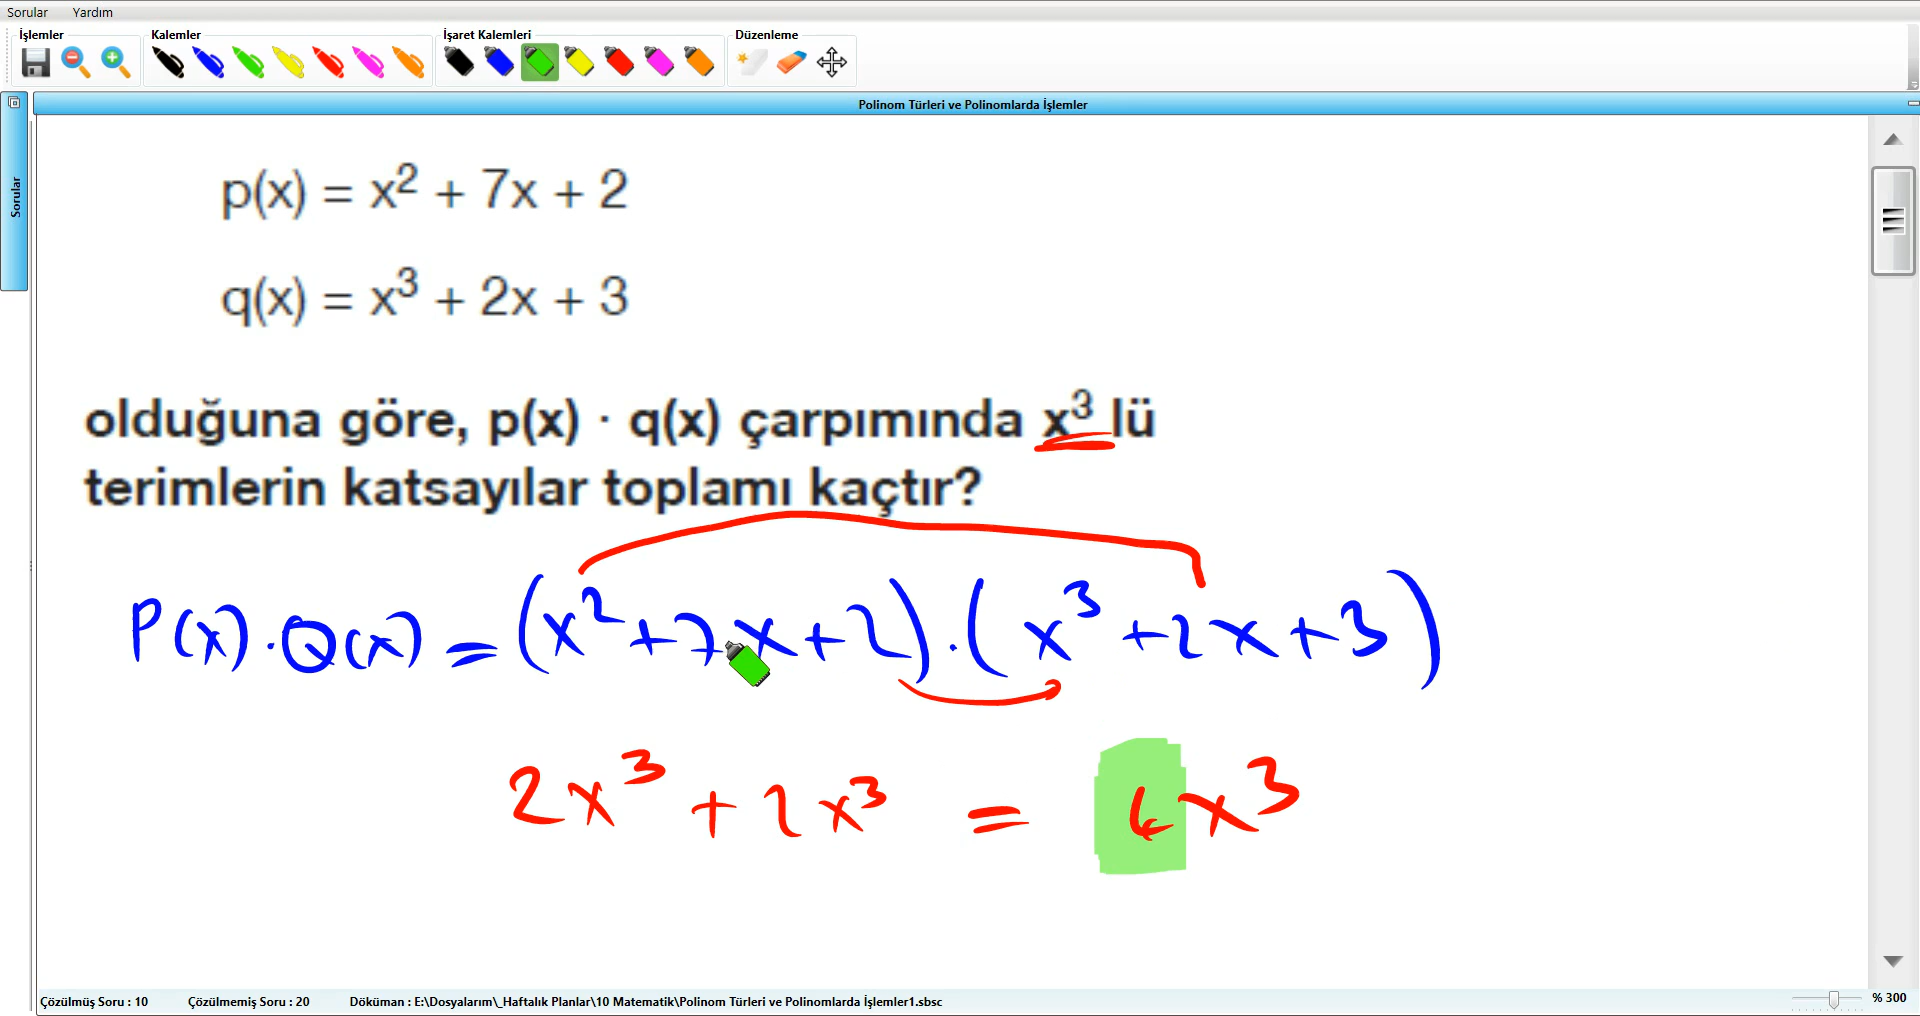 Sorular Yardım
İşlemler Kalemler İşaret Kalemleri Düzenleme
Polinom Türleri ve Polinomlarda İşlemler
Sorular
p(x) = x² + 7x + 2
q(x) = x³ + 2x + 3
olduğuna göre, p(x) · q(x) çarpımında x³ lü
terimlerin katsayılar toplamı kaçtır?
P(x).Q(x) = (x²+7x+2).(x³+2x+3)
2x³ + 2x³ = 4x³
Çözülmüş Soru : 10 Çözülmemiş Soru : 20 Döküman : E:\Dosyalarım\_Haftalık Planlar\10 Matematik\Polinom Türleri ve Polinomlarda İşlemler1.sbsc % 300